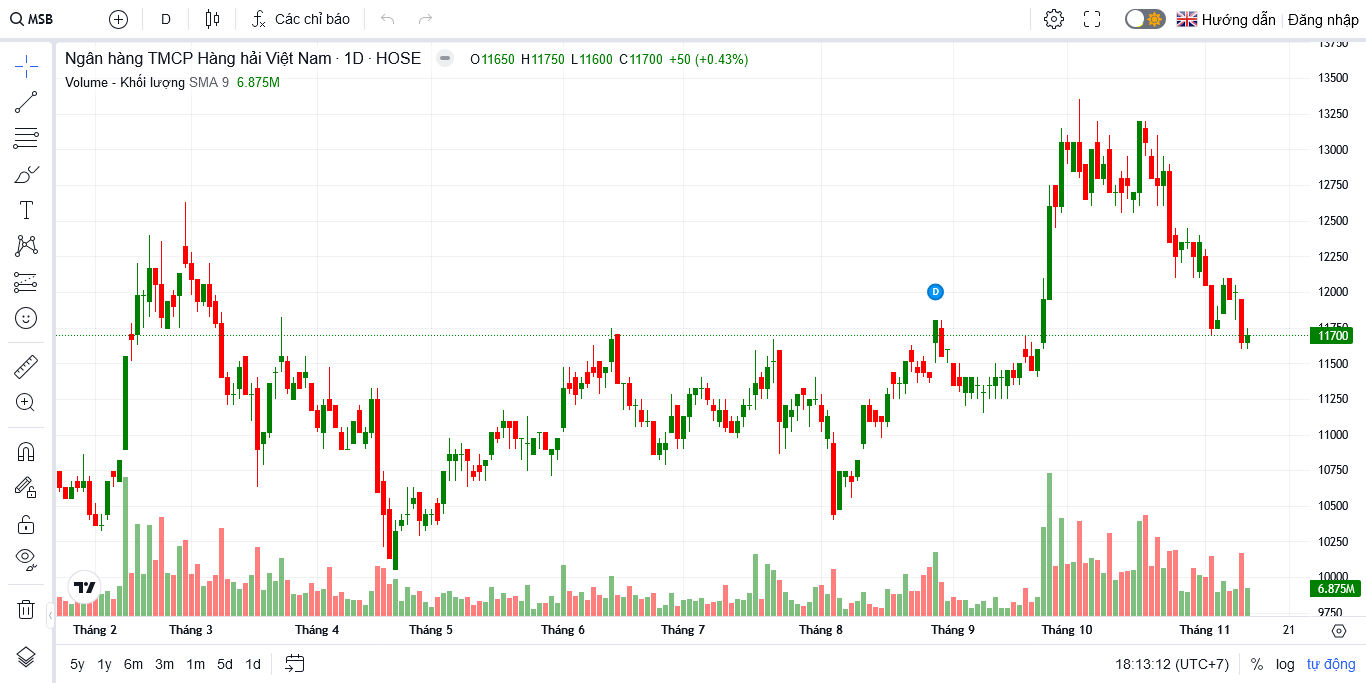 MSB D Các chỉ báo Hướng dẫn Đăng nhập
Ngân hàng TMCP Hàng hải Việt Nam · 1D · HOSE O11650 H11750 L11600 C11700 +50 (+0.43%)
Volume - Khối lượng SMA 9 6.875M
D
13750
13500
13250
13000
12750
12500
12250
12000
11750
11700
11500
11250
11000
10750
10500
10250
10000
6.875M
9750
Tháng 2 Tháng 3 Tháng 4 Tháng 5 Tháng 6 Tháng 7 Tháng 8 Tháng 9 Tháng 10 Tháng 11 21
5y 1y 6m 3m 1m 5d 1d 18:13:12 (UTC+7) % log tự động